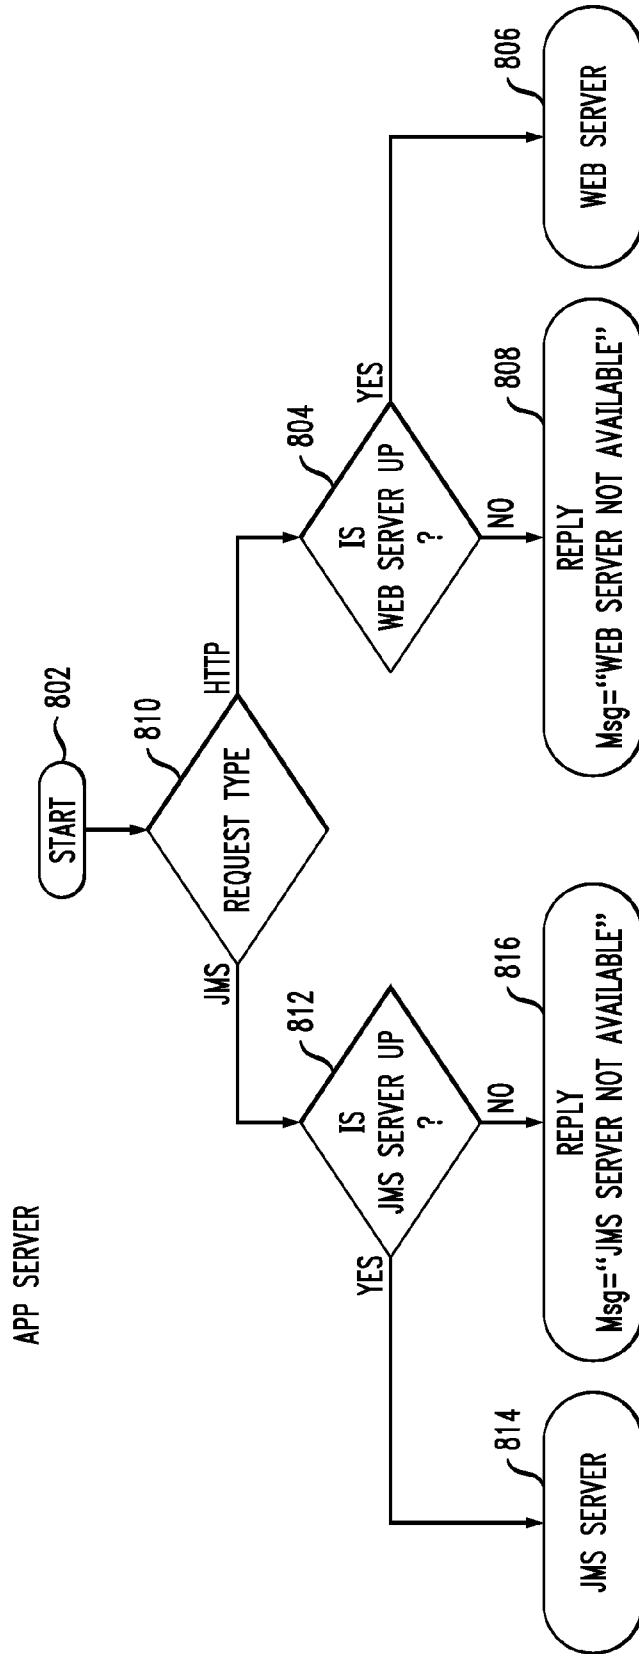 APP SERVER
START
802
REQUEST TYPE
810
JMS
HTTP
IS
JMS SERVER UP
?
812
YES
NO
IS
WEB SERVER UP
?
804
YES
NO
JMS SERVER
814
REPLY
Msg="JMS SERVER NOT AVAILABLE"
816
REPLY
Msg="WEB SERVER NOT AVAILABLE"
808
WEB SERVER
806